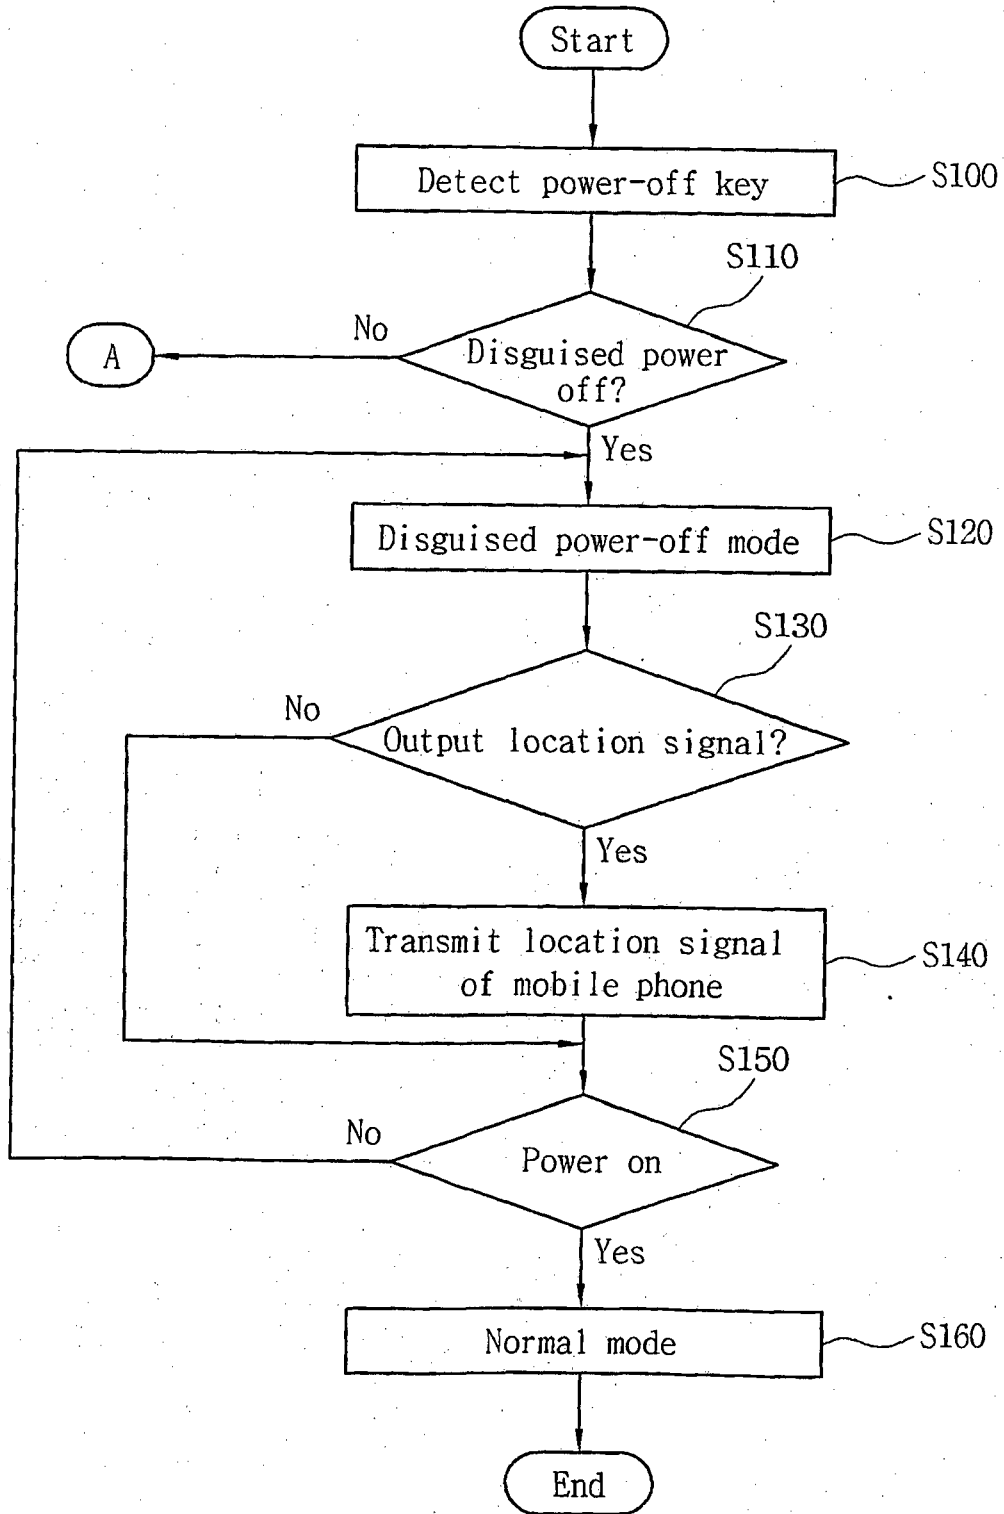 Start
Detect power-off key
S100
S110
No
A
Disguised power
off?
Yes
Disguised power-off mode
S120
S130
No
Output location signal?
Yes
Transmit location signal
of mobile phone
S140
S150
No
Power on
Yes
Normal mode
S160
End